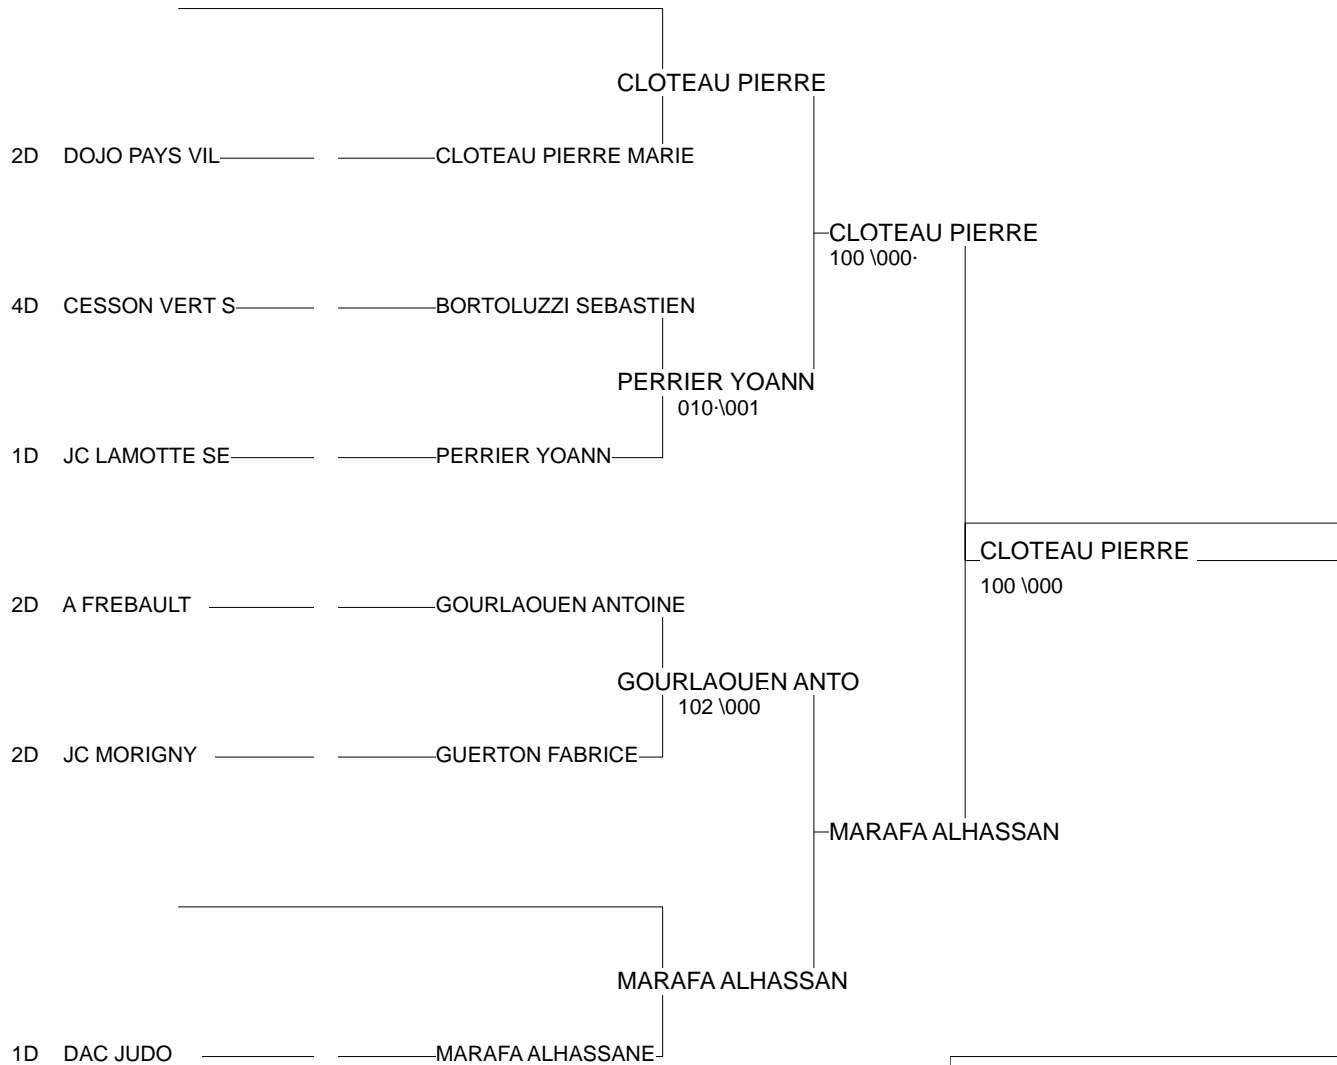 CLOTEAU PIERRE
2D DOJO PAYS VIL CLOTEAU PIERRE MARIE
CLOTEAU PIERRE
100 \000·
4D CESSON VERT S BORTOLUZZI SEBASTIEN
PERRIER YOANN
010·\001
1D JC LAMOTTE SE PERRIER YOANN
CLOTEAU PIERRE
100 \000
2D A FREBAULT GOURLAOUEN ANTOINE
GOURLAOUEN ANTO
102 \000
2D JC MORIGNY GUERTON FABRICE
MARAFA ALHASSAN
MARAFA ALHASSAN
1D DAC JUDO MARAFA ALHASSANE